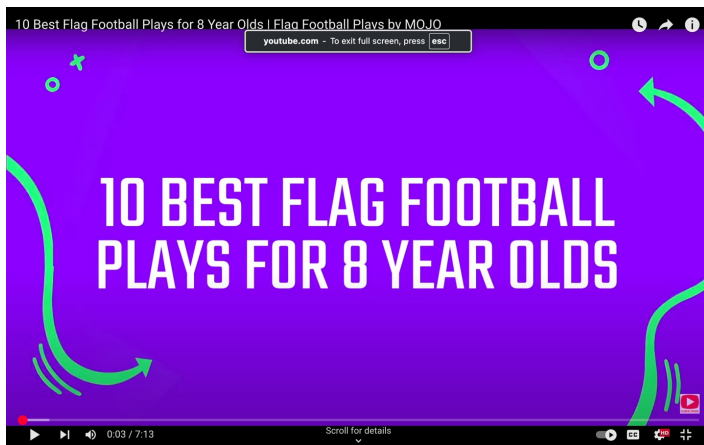 10 Best Flag Football Plays for 8 Year Olds | Flag Football Plays by MOJO
youtube.com - To exit full screen, press esc
10 BEST FLAG FOOTBALL
PLAYS FOR 8 YEAR OLDS
0:03 / 7:13
Scroll for details
CC
HD